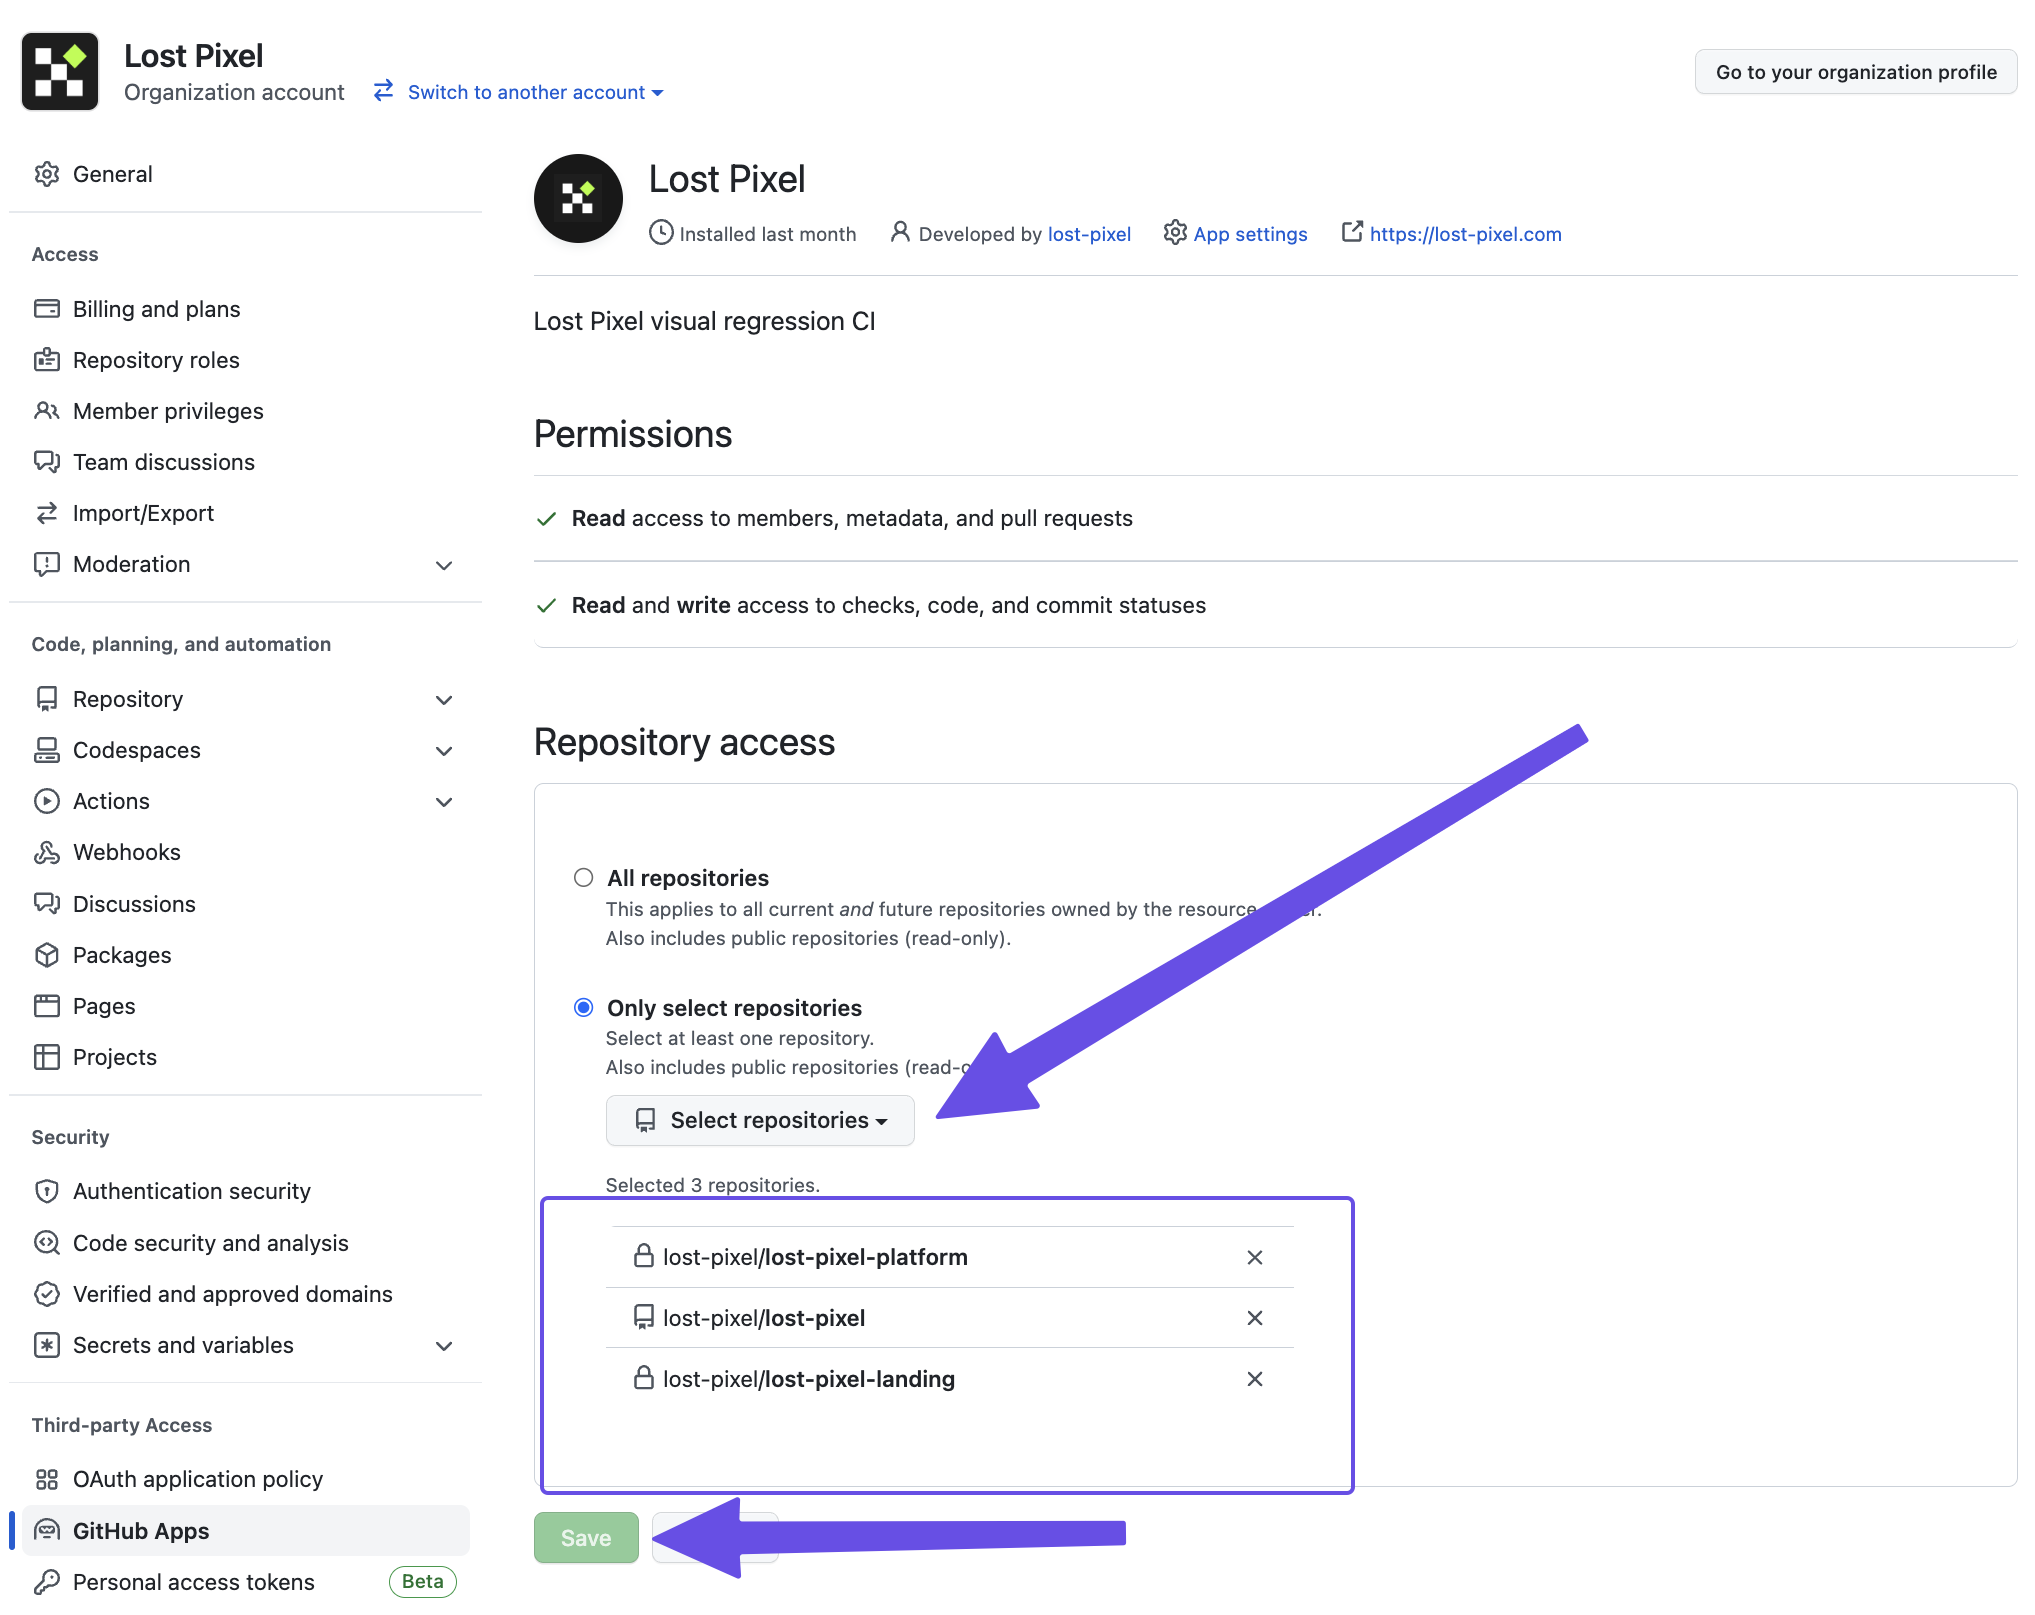 Lost Pixel
Organization account
Switch to another account
Go to your organization profile
General
Access
Billing and plans
Repository roles
Member privileges
Team discussions
Import/Export
Moderation
Code, planning, and automation
Repository
Codespaces
Actions
Webhooks
Discussions
Packages
Pages
Projects
Security
Authentication security
Code security and analysis
Verified and approved domains
Secrets and variables
Third-party Access
OAuth application policy
GitHub Apps
Personal access tokens Beta
Lost Pixel
Installed last month Developed by lost-pixel App settings https://lost-pixel.com
Lost Pixel visual regression CI
Permissions
Read access to members, metadata, and pull requests
Read and write access to checks, code, and commit statuses
Repository access
All repositories
This applies to all current and future repositories owned by the resource
Also includes public repositories (read-only).
Only select repositories
Select at least one repository.
Also includes public repositories
Select repositories
Selected 3 repositories.
lost-pixel/lost-pixel-platform
lost-pixel/lost-pixel
lost-pixel/lost-pixel-landing
Save